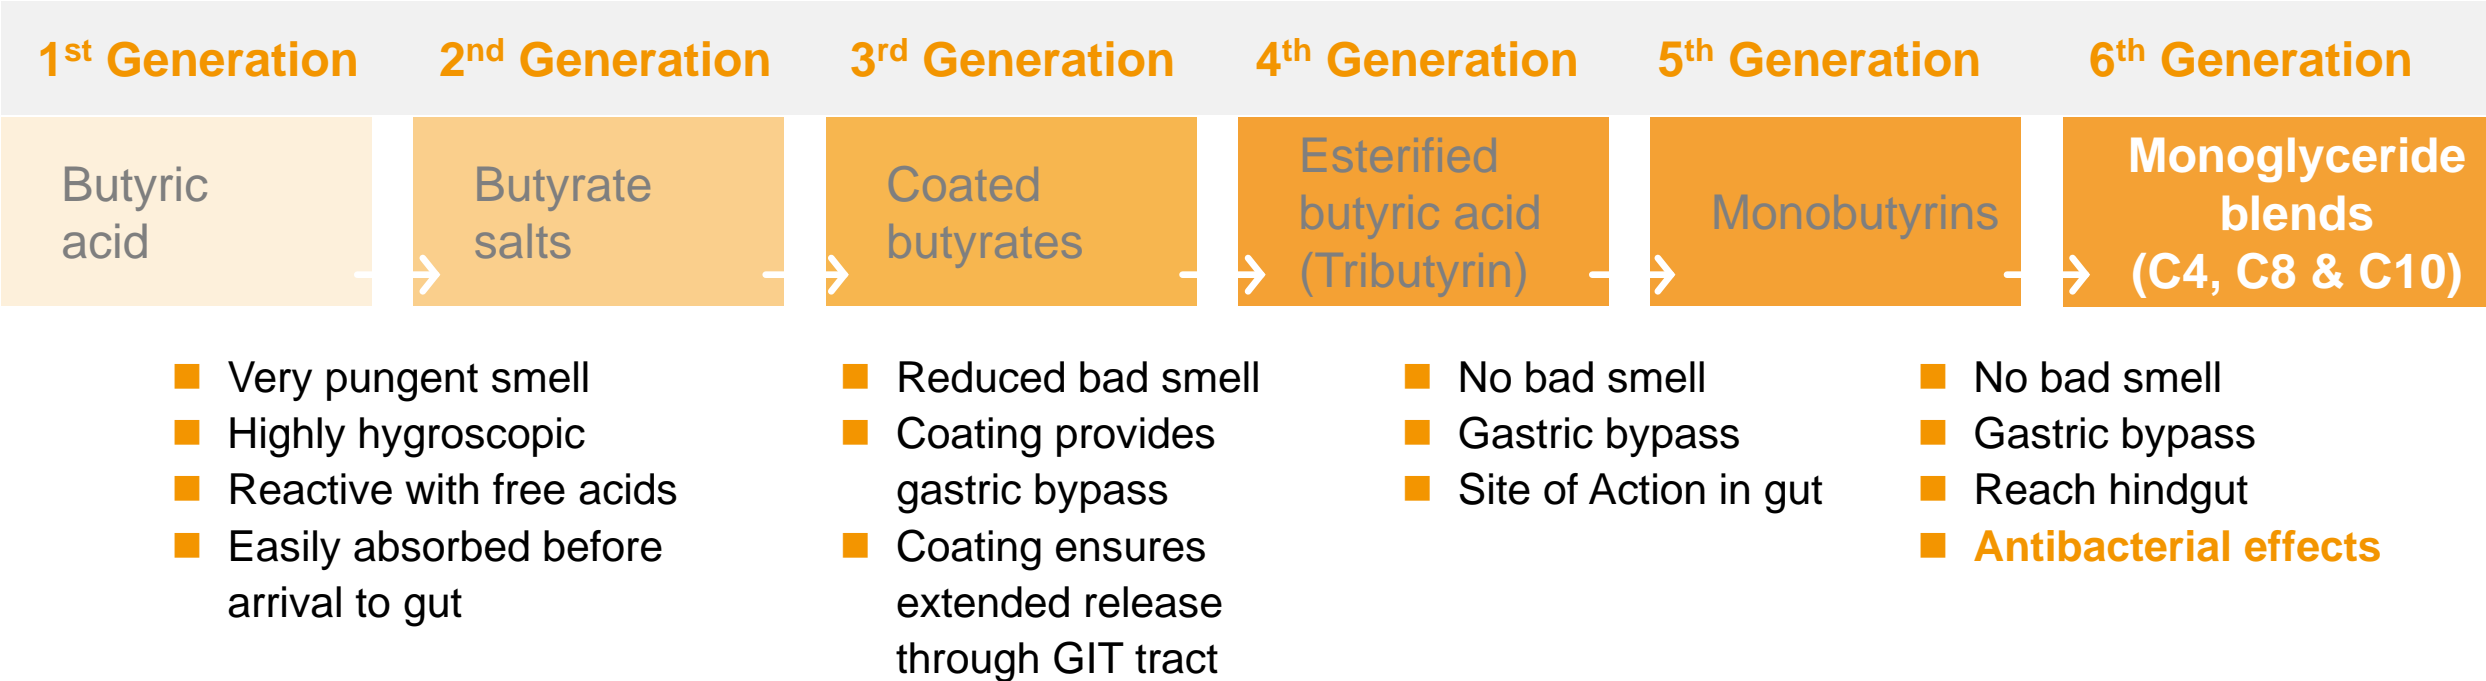 1st Generation
2nd Generation
3rd Generation
4th Generation
5th Generation
6th Generation
Butyric
acid
Butyrate
salts
Coated
butyrates
Esterified
butyric acid
(Tributyrin)
Monobutyrins
Monoglyceride
blends
(C4, C8 & C10)
Very pungent smell
Highly hygroscopic
Reactive with free acids
Easily absorbed before
arrival to gut
Reduced bad smell
Coating provides
gastric bypass
Coating ensures
extended release
through GIT tract
No bad smell
Gastric bypass
Site of Action in gut
No bad smell
Gastric bypass
Reach hindgut
Antibacterial effects